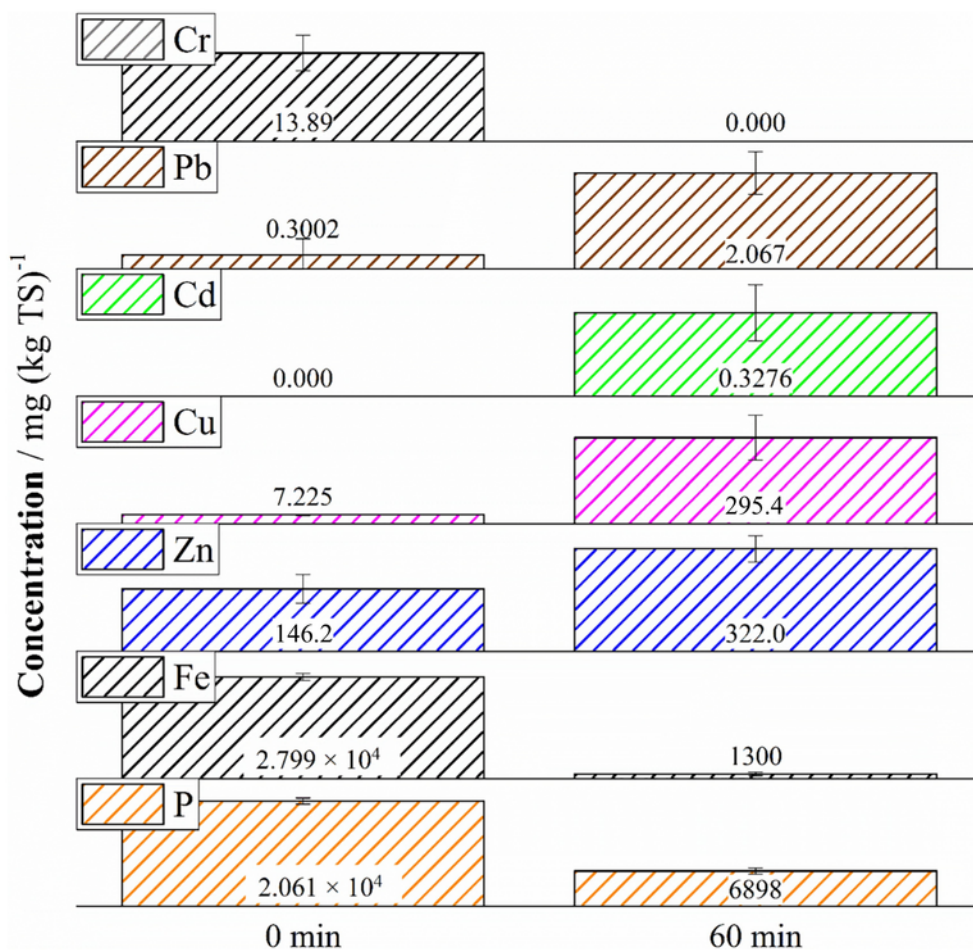 Concentration / mg (kg TS)⁻¹
Cr
13.89
0.000
Pb
0.3002
2.067
Cd
0.000
0.3276
Cu
7.225
295.4
Zn
146.2
322.0
Fe
2.799 × 10⁴
1300
P
2.061 × 10⁴
6898
0 min
60 min